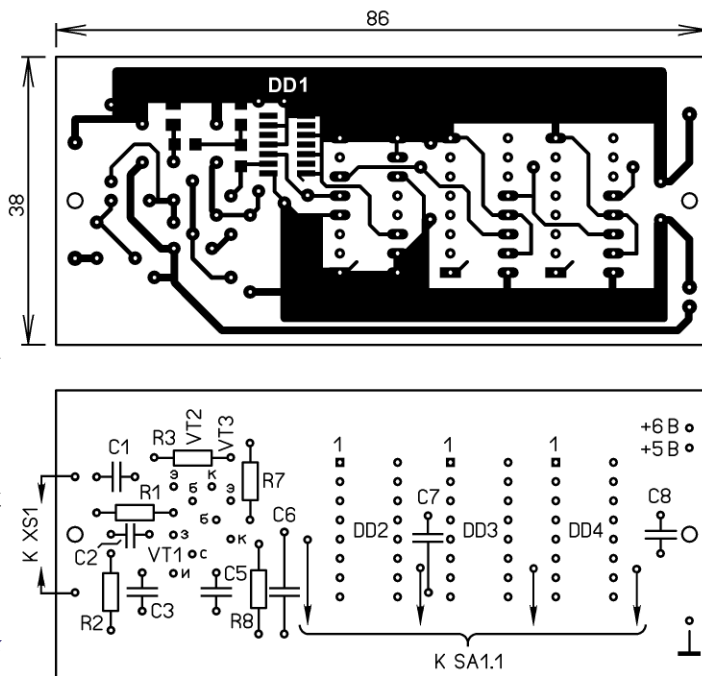 86
DD1
38
+6 В
+5 В
C1
R3
VT2
VT3
1
1
1
э
к
R7
б
э
C7
C8
К XS1
R1
б
C6
DD2
DD3
DD4
з
C2
VT1
с
к
и
C5
R2
C3
R8
К SA1.1